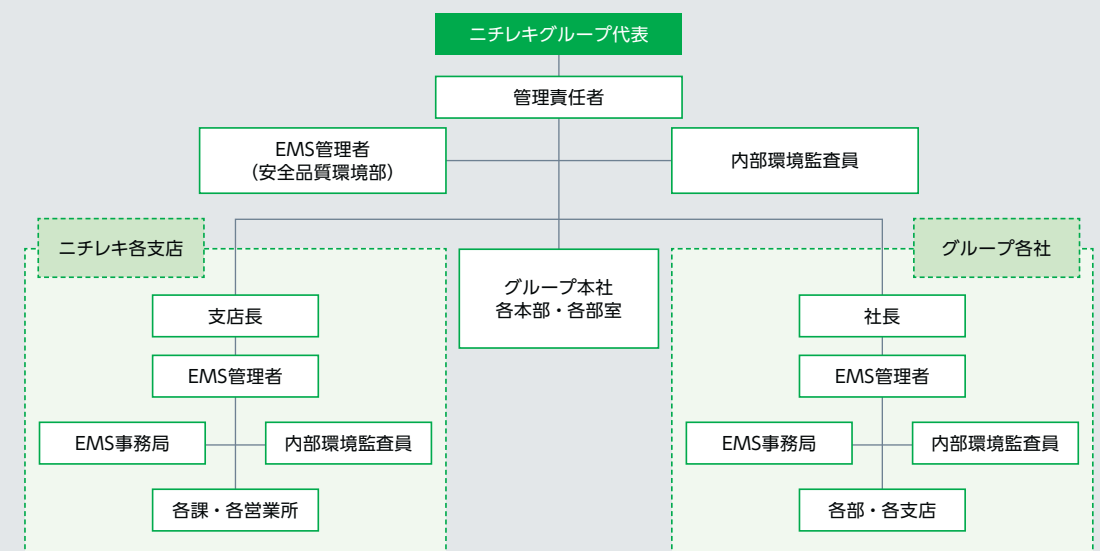 ニチレキグループ代表
管理責任者
EMS管理者
（安全品質環境部）
内部環境監査員
ニチレキ各支店
グループ本社
各本部・各部室
グループ各社
支店長
EMS管理者
EMS事務局
内部環境監査員
各課・各営業所
社長
EMS管理者
EMS事務局
内部環境監査員
各部・各支店